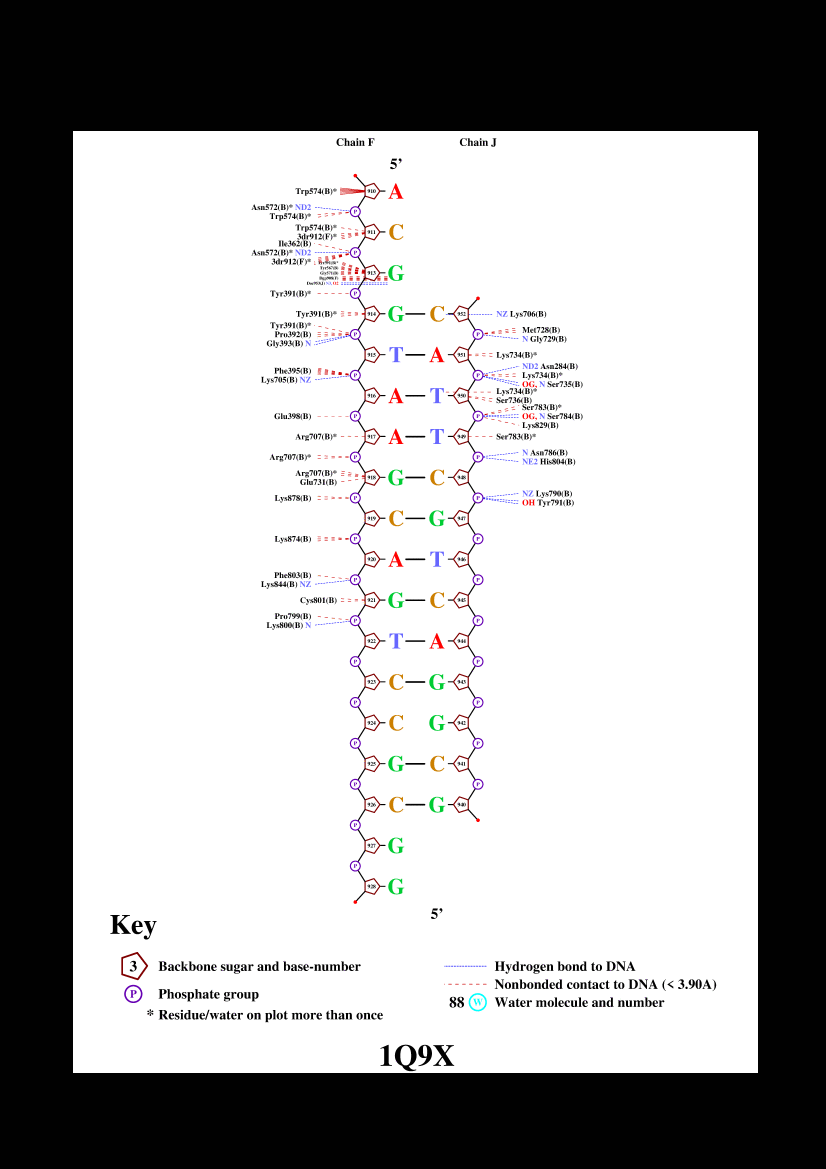 Chain F Chain J
5'
Trp574(B)* 910 A
Asn572(B)* ND2 P
Trp574(B)*
Trp574(B)* 911 C
3dr912(F)*
Ile362(B)
Asn572(B)* ND2 P
3dr912(F)*
913 G
Tyr391(B)* P
Tyr391(B)* 914 G C 952 NZ Lys706(B)
Tyr391(B)* Met728(B)
Pro392(B) P P
Gly393(B) N N Gly729(B)
915 T A 951 Lys734(B)*
ND2 Asn284(B)
Phe395(B) P P Lys734(B)*
Lys705(B) NZ OG, N Ser735(B)
916 A T 950 Lys734(B)*
Ser736(B)
Ser783(B)*
Glu398(B) P P OG, N Ser784(B)
Lys829(B)
Arg707(B)* 917 A T 949 Ser783(B)*
Arg707(B)* P P N Asn786(B)
NE2 His804(B)
Arg707(B)* 918 G C 948
Glu731(B)
Lys878(B) P P NZ Lys790(B)
OH Tyr791(B)
919 C G 947
Lys874(B) P P
920 A T 946
Phe803(B) P P
Lys844(B) NZ
Cys801(B) 921 G C 945
Pro799(B) P P
Lys800(B) N
922 T A 944
P P
923 C G 943
P P
924 C G 942
P P
925 G C 941
P P
926 C G 940
P
927 G
P
928 G
5'
Key
3 Backbone sugar and base-number
P Phosphate group
* Residue/water on plot more than once
Hydrogen bond to DNA
Nonbonded contact to DNA (< 3.90A)
88 W Water molecule and number
1Q9X